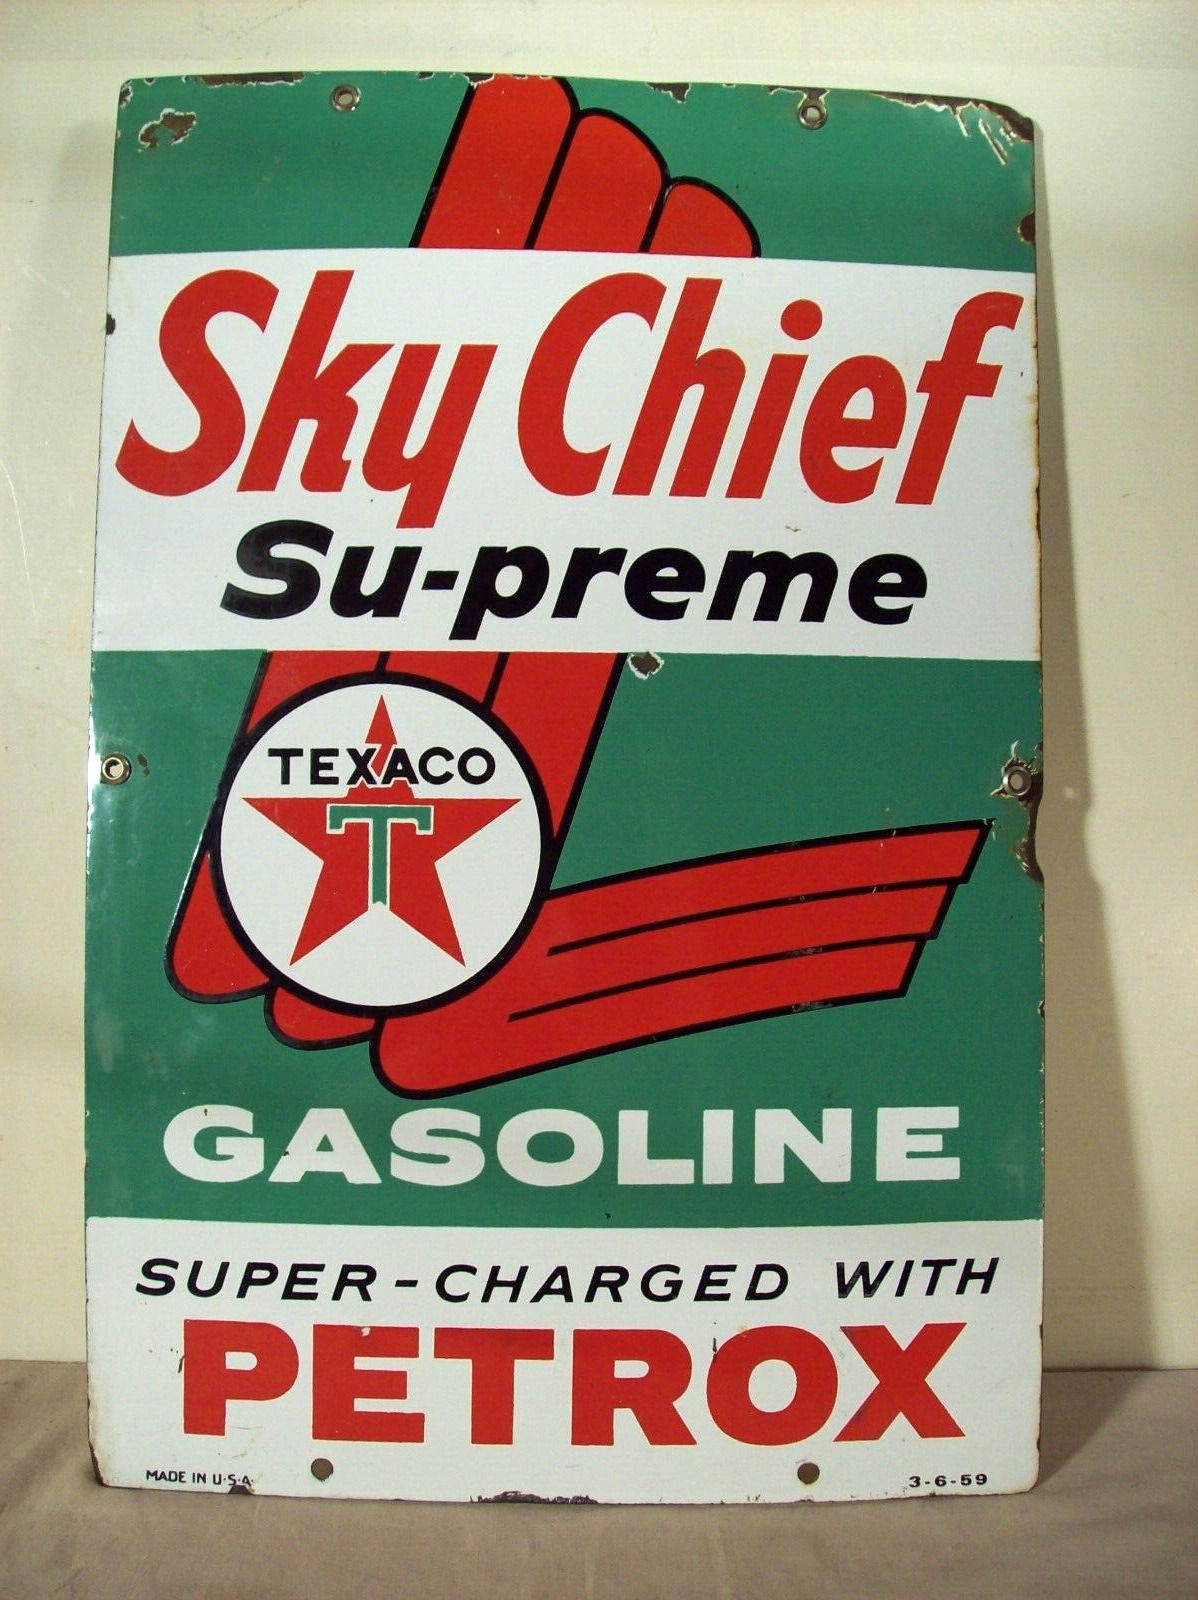 Sky Chief
Su-preme
TEXACO
T
GASOLINE
SUPER-CHARGED WITH
PETROX
MADE IN U·S·A·
3-6-59